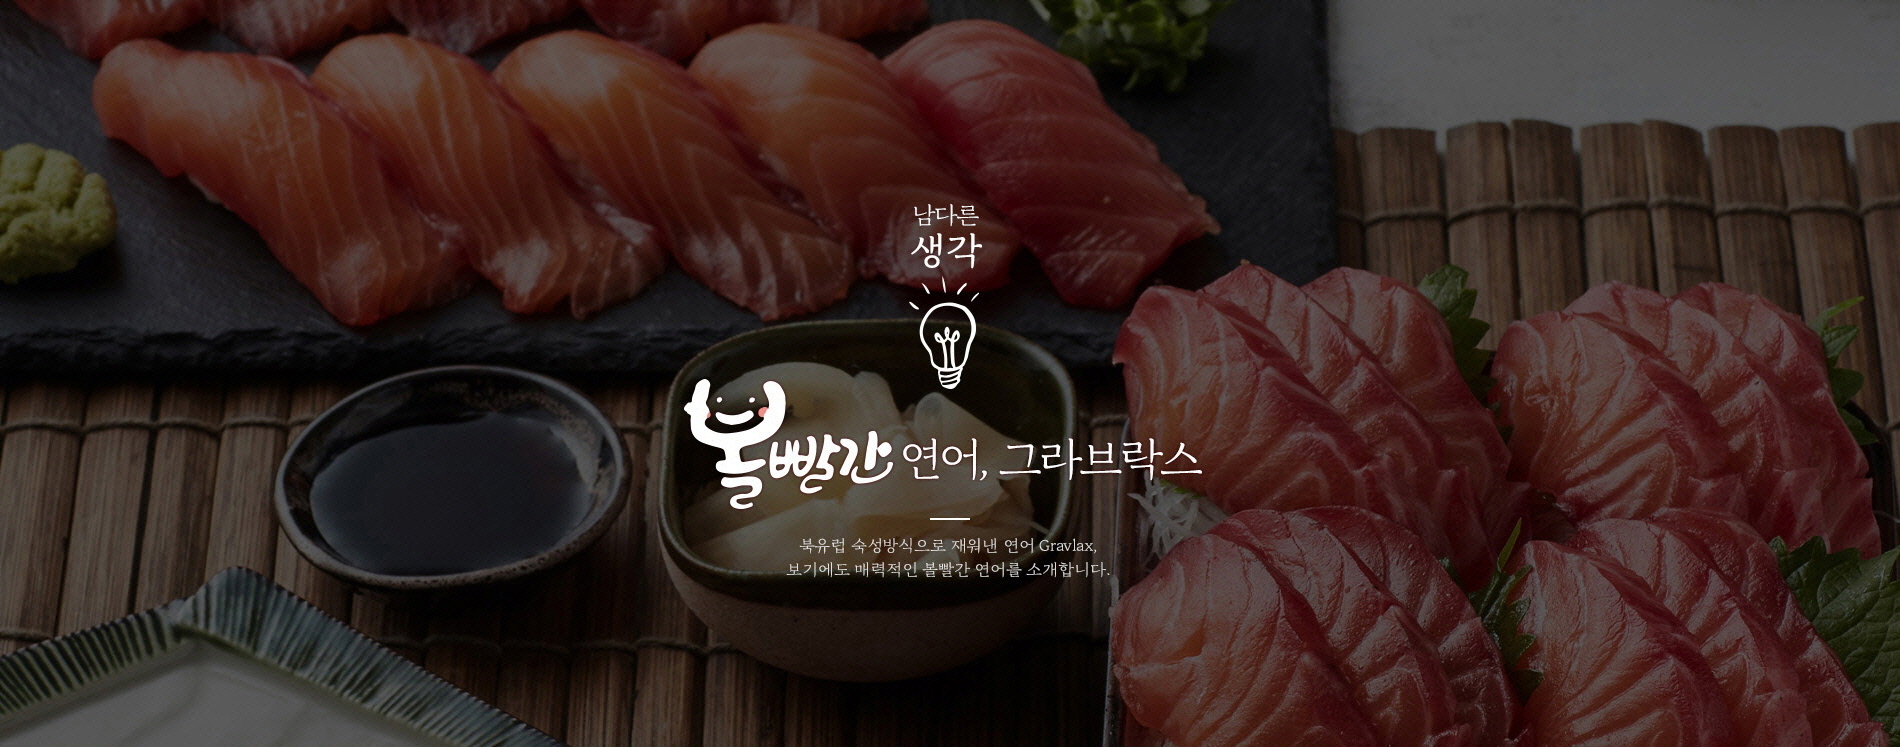 남다른
생각
볼빨간 연어, 그라브락스
북유럽 숙성방식으로 재워낸 연어 Gravlax,
보기에도 매력적인 볼빨간 연어를 소개합니다.